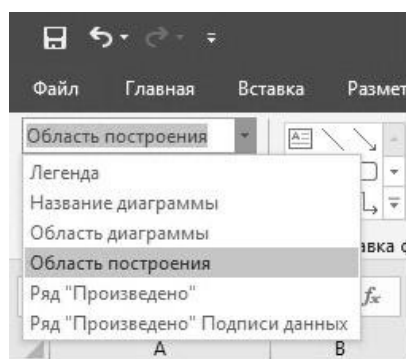 Файл Главная Вставка Размет
Область построения
Легенда
Название диаграммы
Область диаграммы
авка с
Область построения
Ряд "Произведено"
fx
Ряд "Произведено" Подписи данных
A B